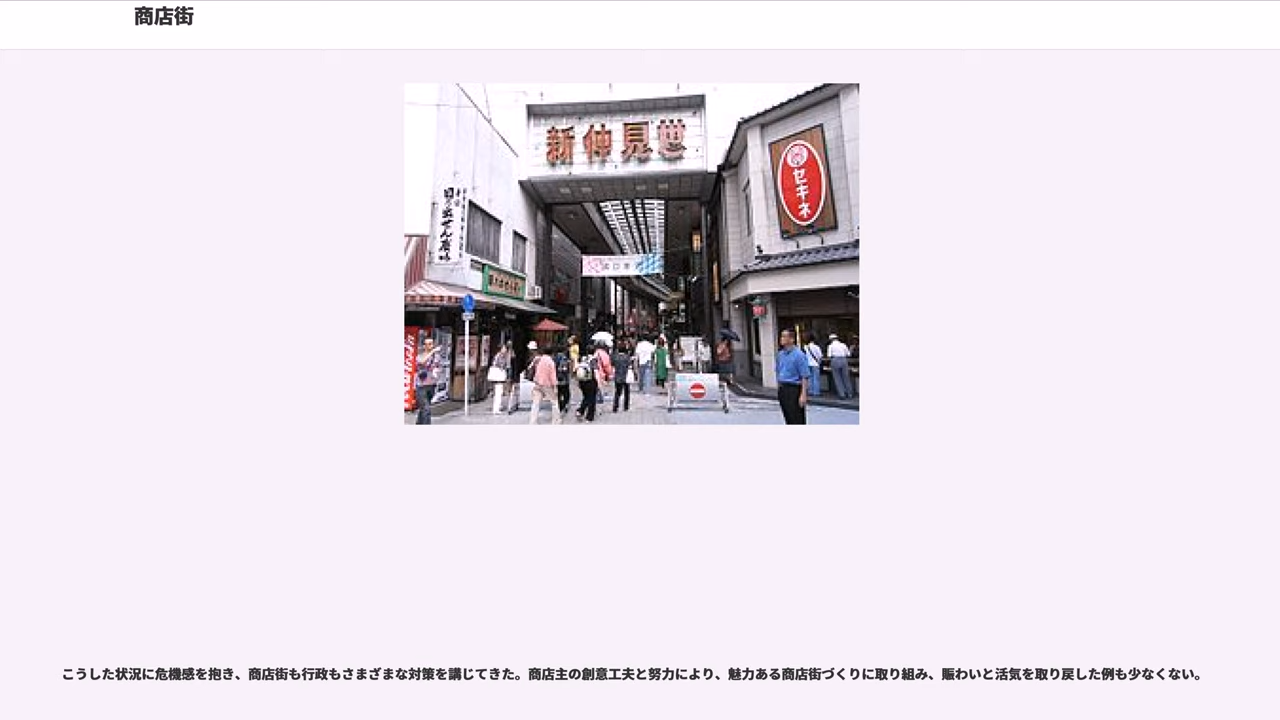 商店街
新仲見世
セキネ
こうした状況に危機感を抱き、商店街も行政もさまざまな対策を講じてきた。商店主の創意工夫と努力により、魅力ある商店街づくりに取り組み、賑わいと活気を取り戻した例も少なくない。